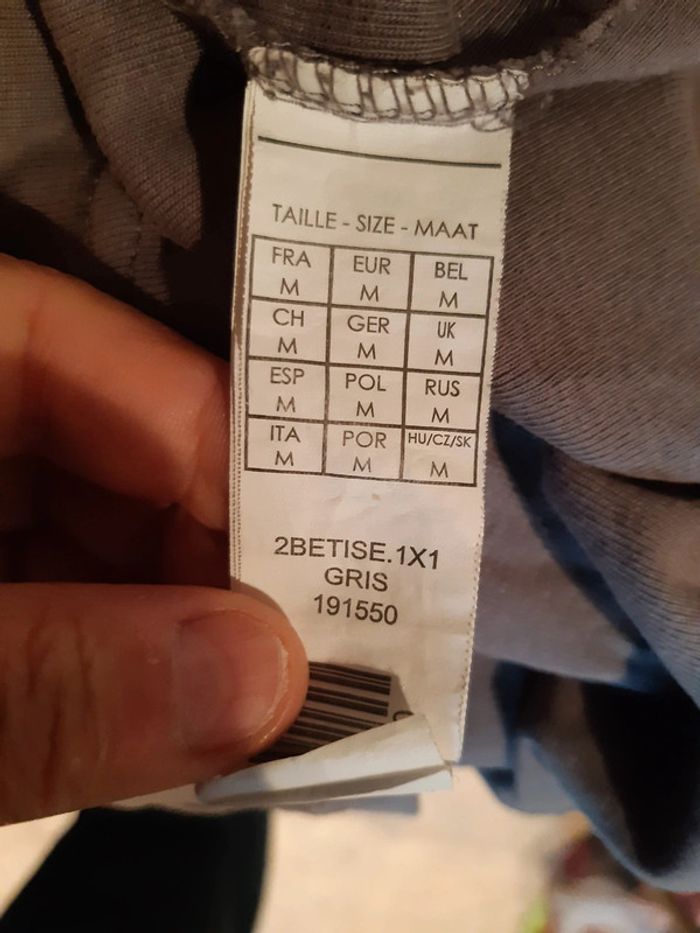 TAILLE - SIZE - MAAT
FRA EUR BEL
M M M
CH GER UK
M M M
ESP POL RUS
M M M
ITA POR HU/CZ/SK
M M M
2BETISE.1X1
GRIS
191550